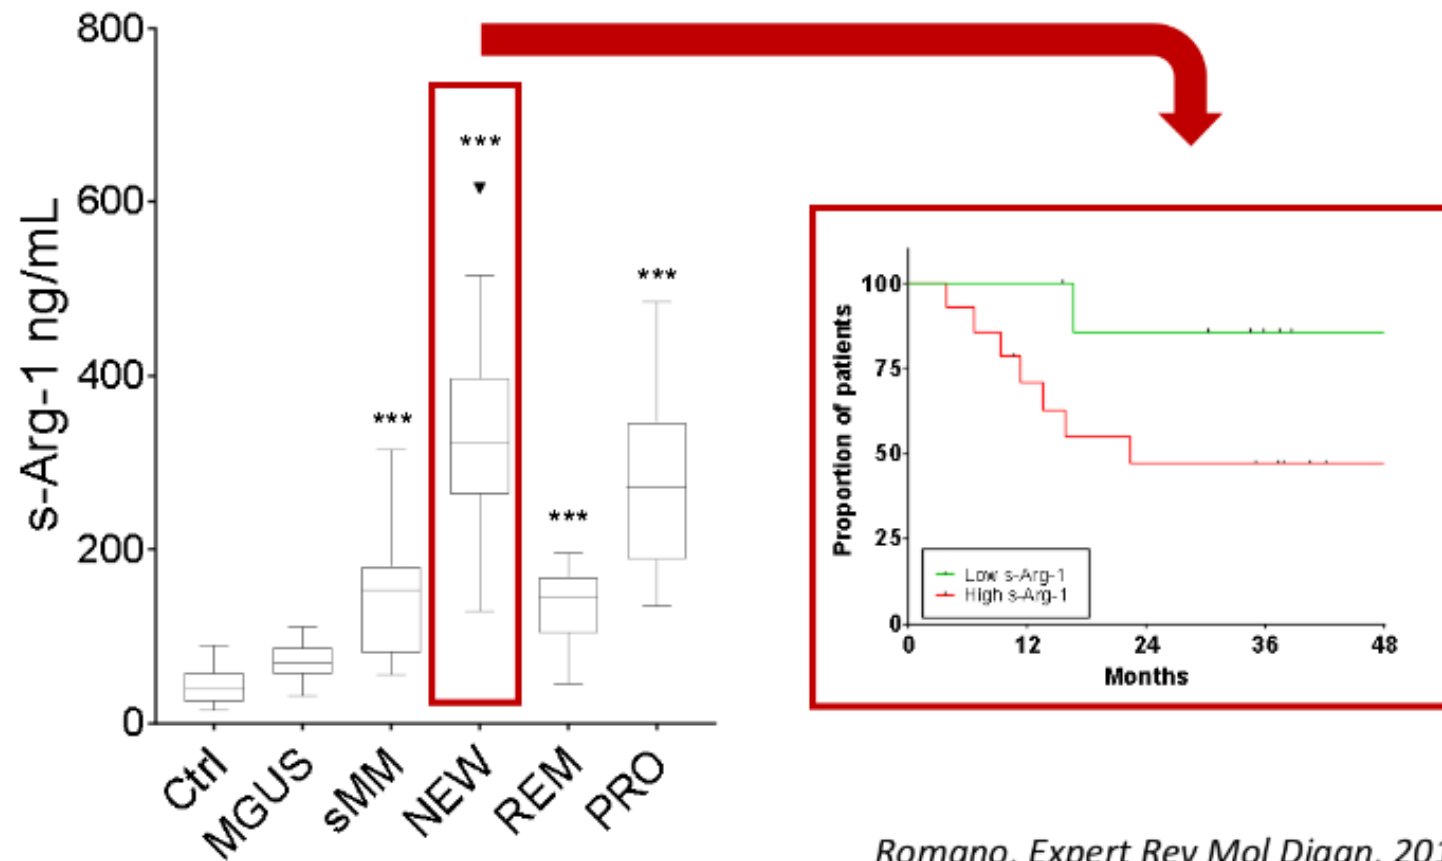 800
600
400
200
0
s-Arg-1 ng/mL
***
***
***
***
Ctrl
MGUS
sMM
NEW
REM
PRO
100
75
50
25
0
Proportion of patients
Low s-Arg-1
High s-Arg-1
0 12 24 36 48
Months
Romano, Expert Rev Mol Diagn,